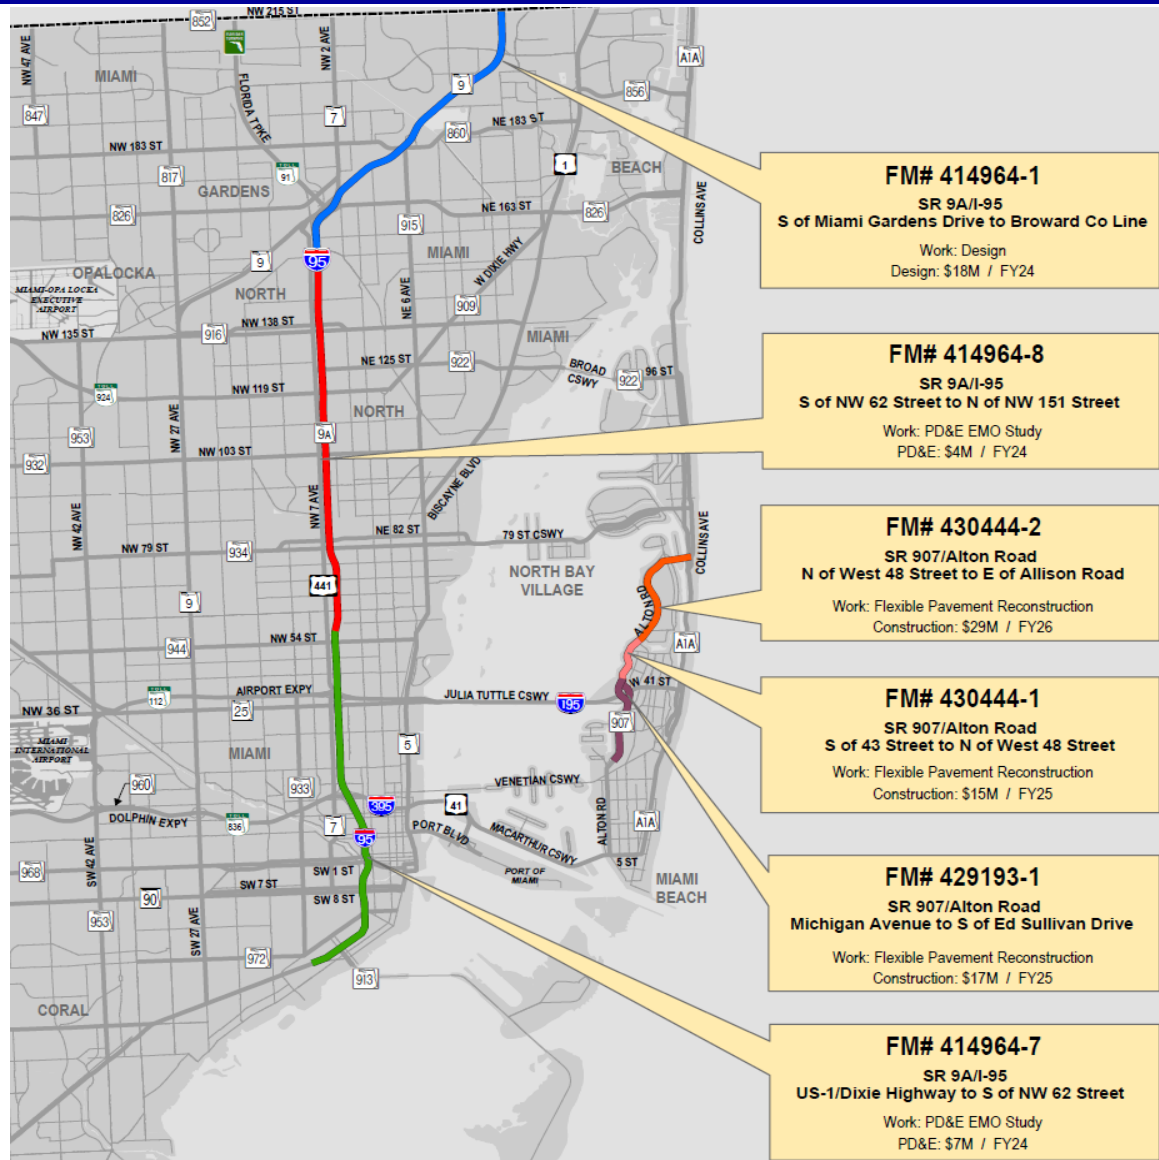 NW 215 ST
852
NW 47 AVE
NW 2 AVE
A1A
MIAMI
FLORIDA TPKE
9
856
847
7
860
NE 183 ST
NW 183 ST
1
BEACH
TOLL
91
817
GARDENS
COLLINS AVE
826
NE 163 ST
826
915
MIAMI
W DIXIE HWY
95
9
OPALOCKA
MIAMI-OPA LOCKA
EXECUTIVE
AIRPORT
NORTH
NE 6 AVE
909
NW 138 ST
NW 135 ST
916
MIAMI
NE 125 ST
922
BROAD
CSWY
922
96 ST
TOLL
924
NW 119 ST
NORTH
NW 27 AVE
953
9A
NW 103 ST
932
BISCAYNE BLVD
NW 7 AVE
NW 42 AVE
NE 82 ST
79 ST CSWY
COLLINS AVE
NW 79 ST
934
NORTH BAY
VILLAGE
441
ALTON RD
9
NW 54 ST
944
A1A
W 41 ST
AIRPORT EXPY
TOLL
112
JULIA TUTTLE CSWY
195
NW 36 ST
25
907
MIAMI
INTERNATIONAL
AIRPORT
MIAMI
5
960
933
VENETIAN CSWY
395
41
DOLPHIN EXPY
TOLL
836
7
95
PORT BLVD
MACARTHUR CSWY
ALTON RD
A1A
968
SW 42 AVE
SW 1 ST
5 ST
PORT OF
MIAMI
SW 7 ST
MIAMI
BEACH
90
SW 8 ST
953
SW 27 AVE
972
913
CORAL
FM# 414964-1
SR 9A/I-95
S of Miami Gardens Drive to Broward Co Line
Work: Design
Design: $18M / FY24
FM# 414964-8
SR 9A/I-95
S of NW 62 Street to N of NW 151 Street
Work: PD&E EMO Study
PD&E: $4M / FY24
FM# 430444-2
SR 907/Alton Road
N of West 48 Street to E of Allison Road
Work: Flexible Pavement Reconstruction
Construction: $29M / FY26
FM# 430444-1
SR 907/Alton Road
S of 43 Street to N of West 48 Street
Work: Flexible Pavement Reconstruction
Construction: $15M / FY25
FM# 429193-1
SR 907/Alton Road
Michigan Avenue to S of Ed Sullivan Drive
Work: Flexible Pavement Reconstruction
Construction: $17M / FY25
FM# 414964-7
SR 9A/I-95
US-1/Dixie Highway to S of NW 62 Street
Work: PD&E EMO Study
PD&E: $7M / FY24